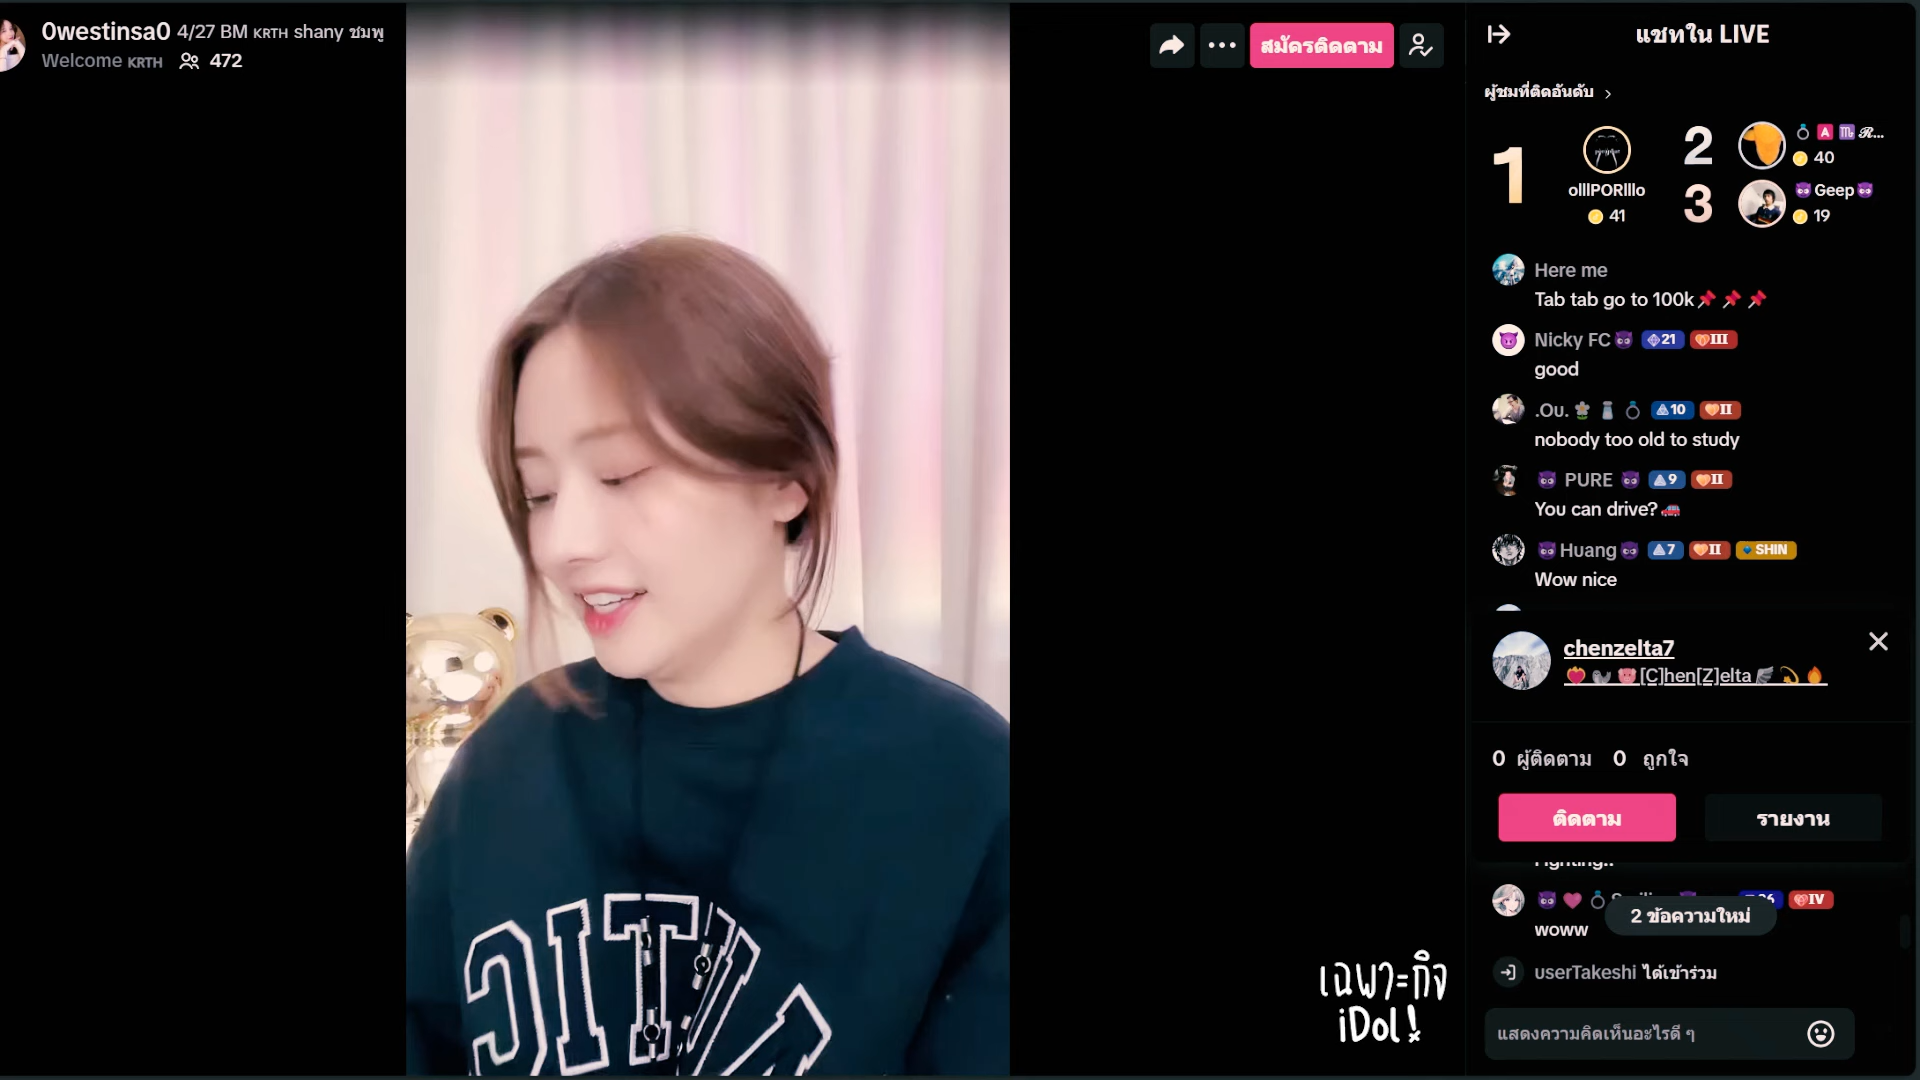 0westinsa0 4/27 BM KRTH shany ชมพู
Welcome KRTH 472
สมัครติดตาม
แชทใน LIVE
ผู้ชมที่ติดอันดับ
1
olllPORlllo
41
2
40
3
Geep
19
Here me
Tab tab go to 100k
Nicky FC 21 III
good
.Ou. 10 II
nobody too old to study
PURE 9 II
You can drive?
Huang 7 II SHIN
Wow nice
chenzelta7
[C]hen[Z]elta
0 ผู้ติดตาม 0 ถูกใจ
ติดตาม
รายงาน
IV
2 ข้อความใหม่
woww
userTakeshi ได้เข้าร่วม
แสดงความคิดเห็นอะไรดี ๆ
เฉพาะกิจ
iDol!